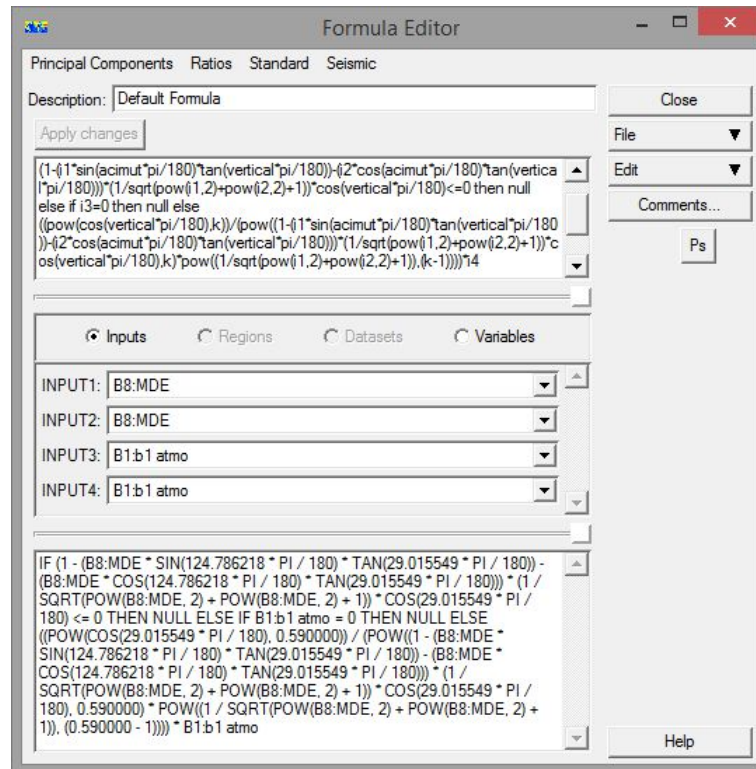 Formula Editor
Principal Components Ratios Standard Seismic
Description: Default Formula
Close
Apply changes
File
(1-(i1*sin(acimut*pi/180)*tan(vertical*pi/180))-(i2*cos(acimut*pi/180)*tan(vertica
l*pi/180)))*(1/sqrt(pow(i1,2)+pow(i2,2)+1))*cos(vertical*pi/180)<=0 then null
else if i3=0 then null else
((pow(cos(vertical*pi/180),k))/(pow((1-(i1*sin(acimut*pi/180)*tan(vertical*pi/180
))-(i2*cos(acimut*pi/180)*tan(vertical*pi/180)))*(1/sqrt(pow(i1,2)+pow(i2,2)+1))*c
os(vertical*pi/180),k)*pow((1/sqrt(pow(i1,2)+pow(i2,2)+1)),(k-1))))*i4
Edit
Comments...
Ps
Inputs Regions Datasets Variables
INPUT1: B8:MDE
INPUT2: B8:MDE
INPUT3: B1:b1 atmo
INPUT4: B1:b1 atmo
IF (1 - (B8:MDE * SIN(124.786218 * PI / 180) * TAN(29.015549 * PI / 180)) -
(B8:MDE * COS(124.786218 * PI / 180) * TAN(29.015549 * PI / 180))) * (1 /
SQRT(POW(B8:MDE, 2) + POW(B8:MDE, 2) + 1)) * COS(29.015549 * PI /
180) <= 0 THEN NULL ELSE IF B1:b1 atmo = 0 THEN NULL ELSE
((POW(COS(29.015549 * PI / 180), 0.590000)) / (POW((1 - (B8:MDE *
SIN(124.786218 * PI / 180) * TAN(29.015549 * PI / 180)) - (B8:MDE *
COS(124.786218 * PI / 180) * TAN(29.015549 * PI / 180))) * (1 /
SQRT(POW(B8:MDE, 2) + POW(B8:MDE, 2) + 1)) * COS(29.015549 * PI /
180), 0.590000) * POW((1 / SQRT(POW(B8:MDE, 2) + POW(B8:MDE, 2) +
1)), (0.590000 - 1)))) * B1:b1 atmo
Help